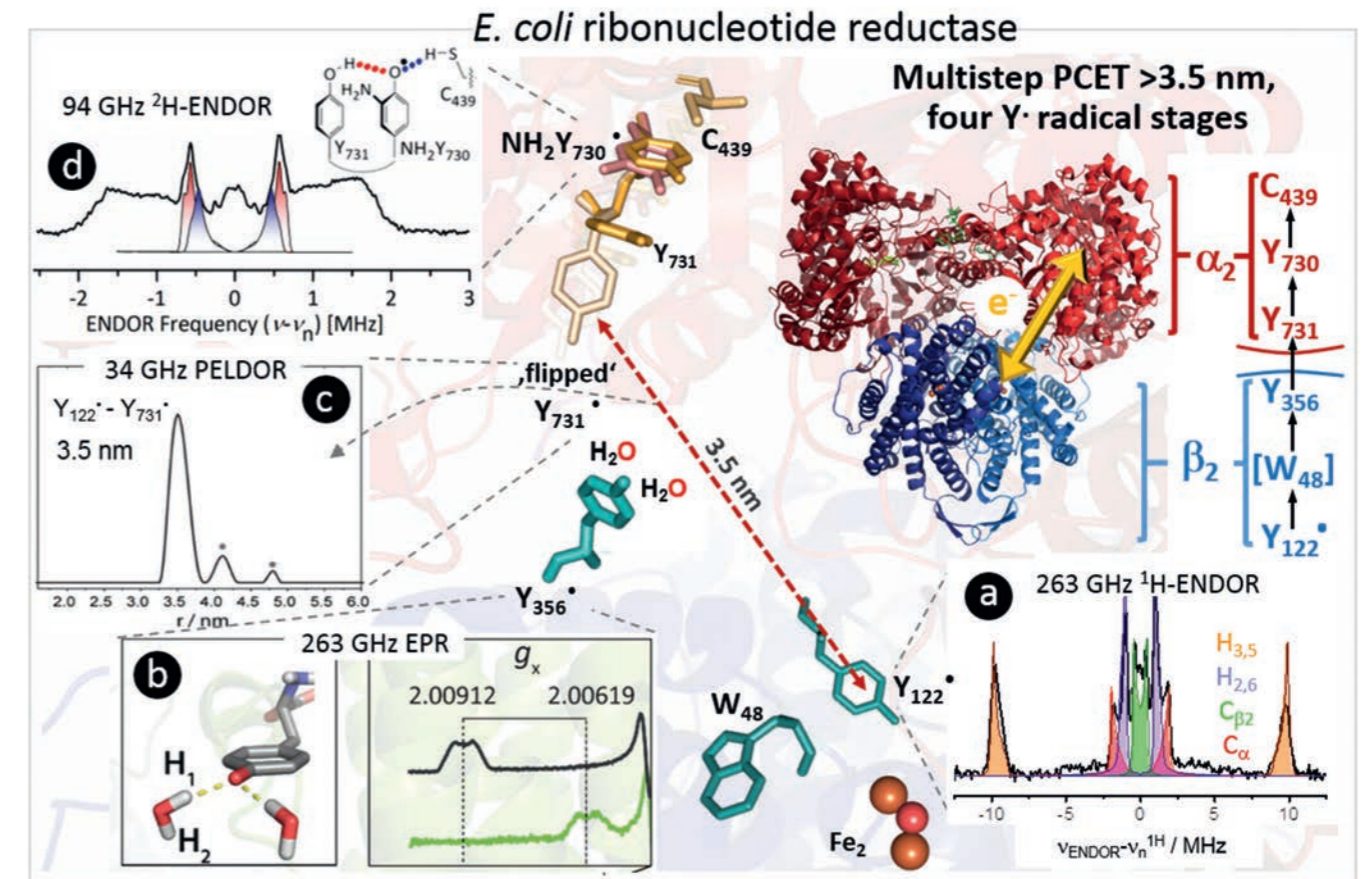 E. coli ribonucleotide reductase
Multistep PCET >3.5 nm,
four Y· radical stages
94 GHz ²H-ENDOR
d
O H O H-S
H₂N
C₄₃₉
Y₇₃₁ NH₂Y₇₃₀
-2 -1 0 1 2 3
ENDOR Frequency (ν-νₙ) [MHz]
NH₂Y₇₃₀•
C₄₃₉
Y₇₃₁
e⁻
α₂
C₄₃₉
Y₇₃₀
Y₇₃₁
β₂
Y₃₅₆
[W₄₈]
Y₁₂₂•
34 GHz PELDOR
c
Y₁₂₂• - Y₇₃₁•
3.5 nm
* *
2.0 2.5 3.0 3.5 4.0 4.5 5.0 5.5 6.0
r / nm
‚flipped‘
Y₇₃₁•
3.5 nm
H₂O
H₂O
Y₃₅₆•
b
263 GHz EPR
gₓ
2.00912 2.00619
H₁
H₂
W₄₈
Y₁₂₂•
Fe₂
a
263 GHz ¹H-ENDOR
H₃,₅
H₂,₆
Cβ₂
Cα
-10 -5 0 5 10
νENDOR-νₙ¹H / MHz